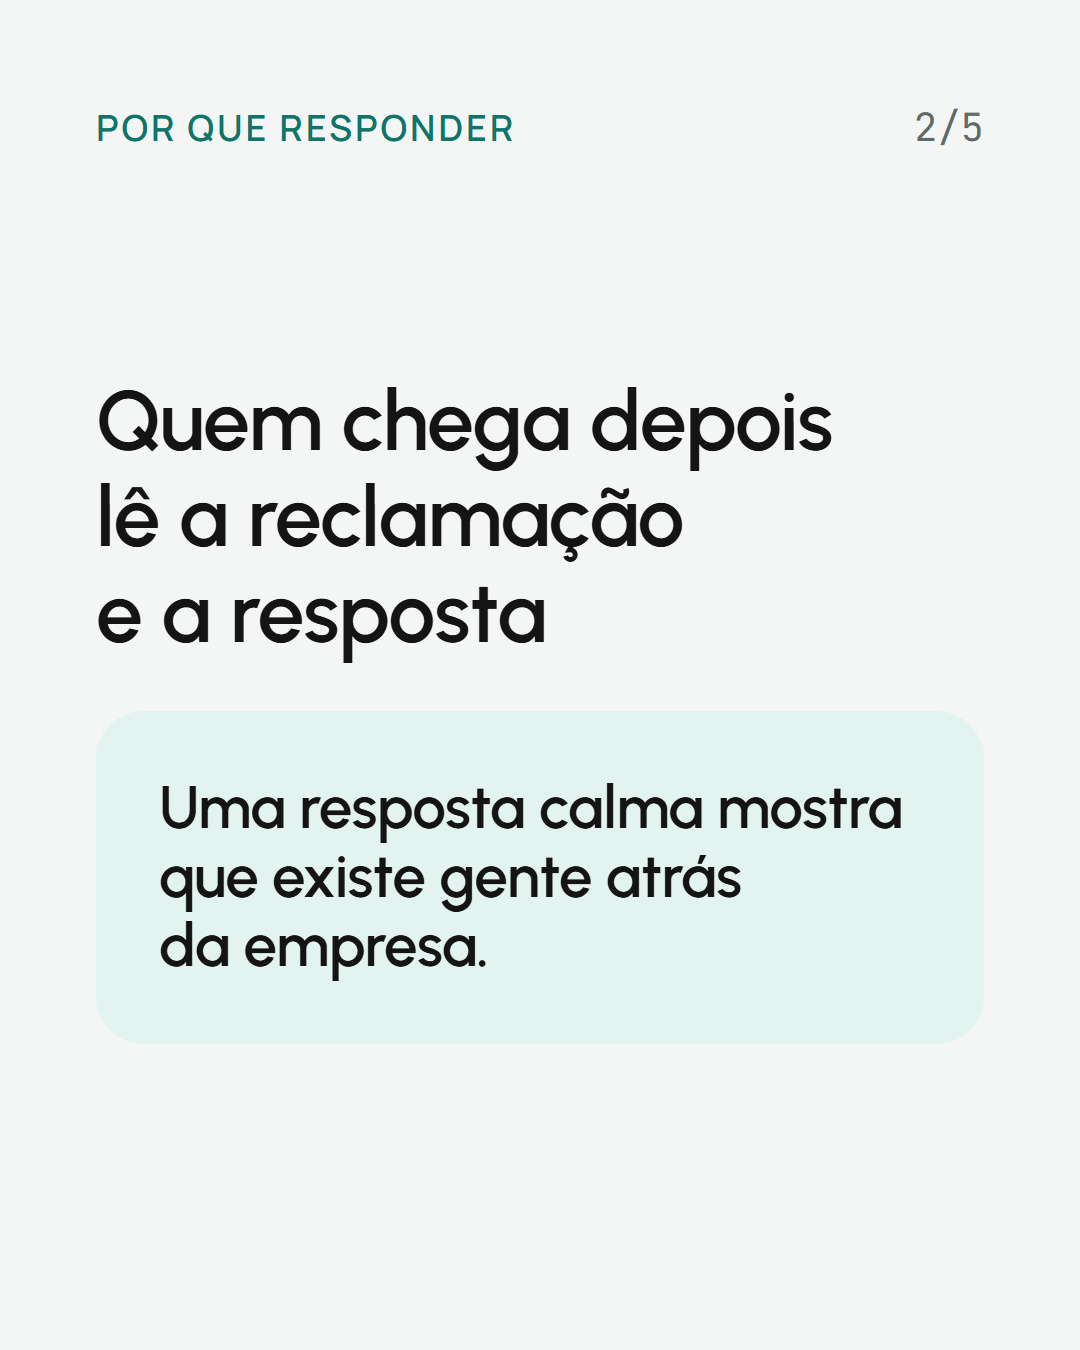 POR QUE RESPONDER
2/5
Quem chega depois
lê a reclamação
e a resposta
Uma resposta calma mostra
que existe gente atrás
da empresa.